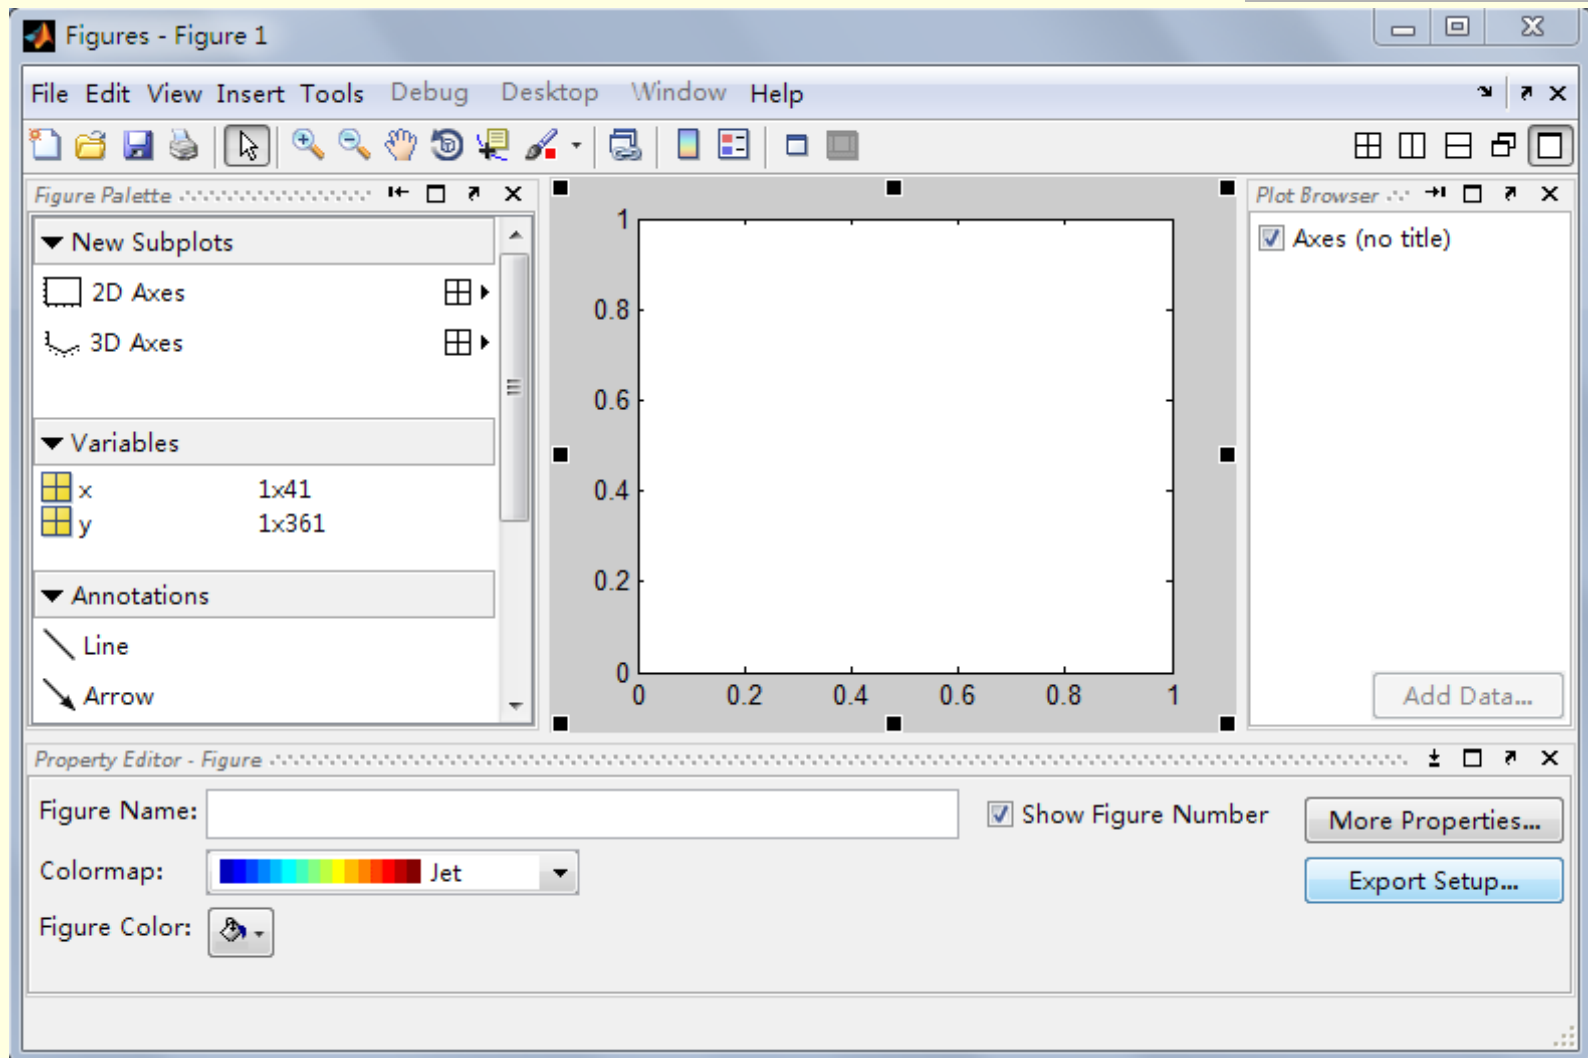 Figures - Figure 1
File Edit View Insert Tools Debug Desktop Window Help
Figure Palette
New Subplots
2D Axes
3D Axes
Variables
x 1x41
y 1x361
Annotations
Line
Arrow
1
0.8
0.6
0.4
0.2
0
0 0.2 0.4 0.6 0.8 1
Plot Browser
Axes (no title)
Add Data...
Property Editor - Figure
Figure Name:
Show Figure Number
More Properties...
Colormap:
Jet
Export Setup...
Figure Color: